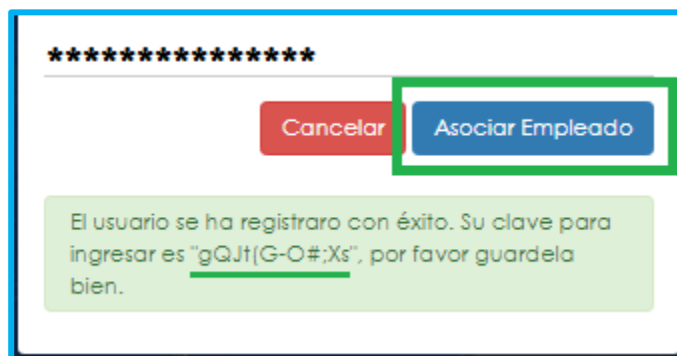 ***************
Cancelar Asociar Empleado
El usuario se ha registraro con éxito. Su clave para
ingresar es "gQJt(G-O#;Xs", por favor guardela
bien.